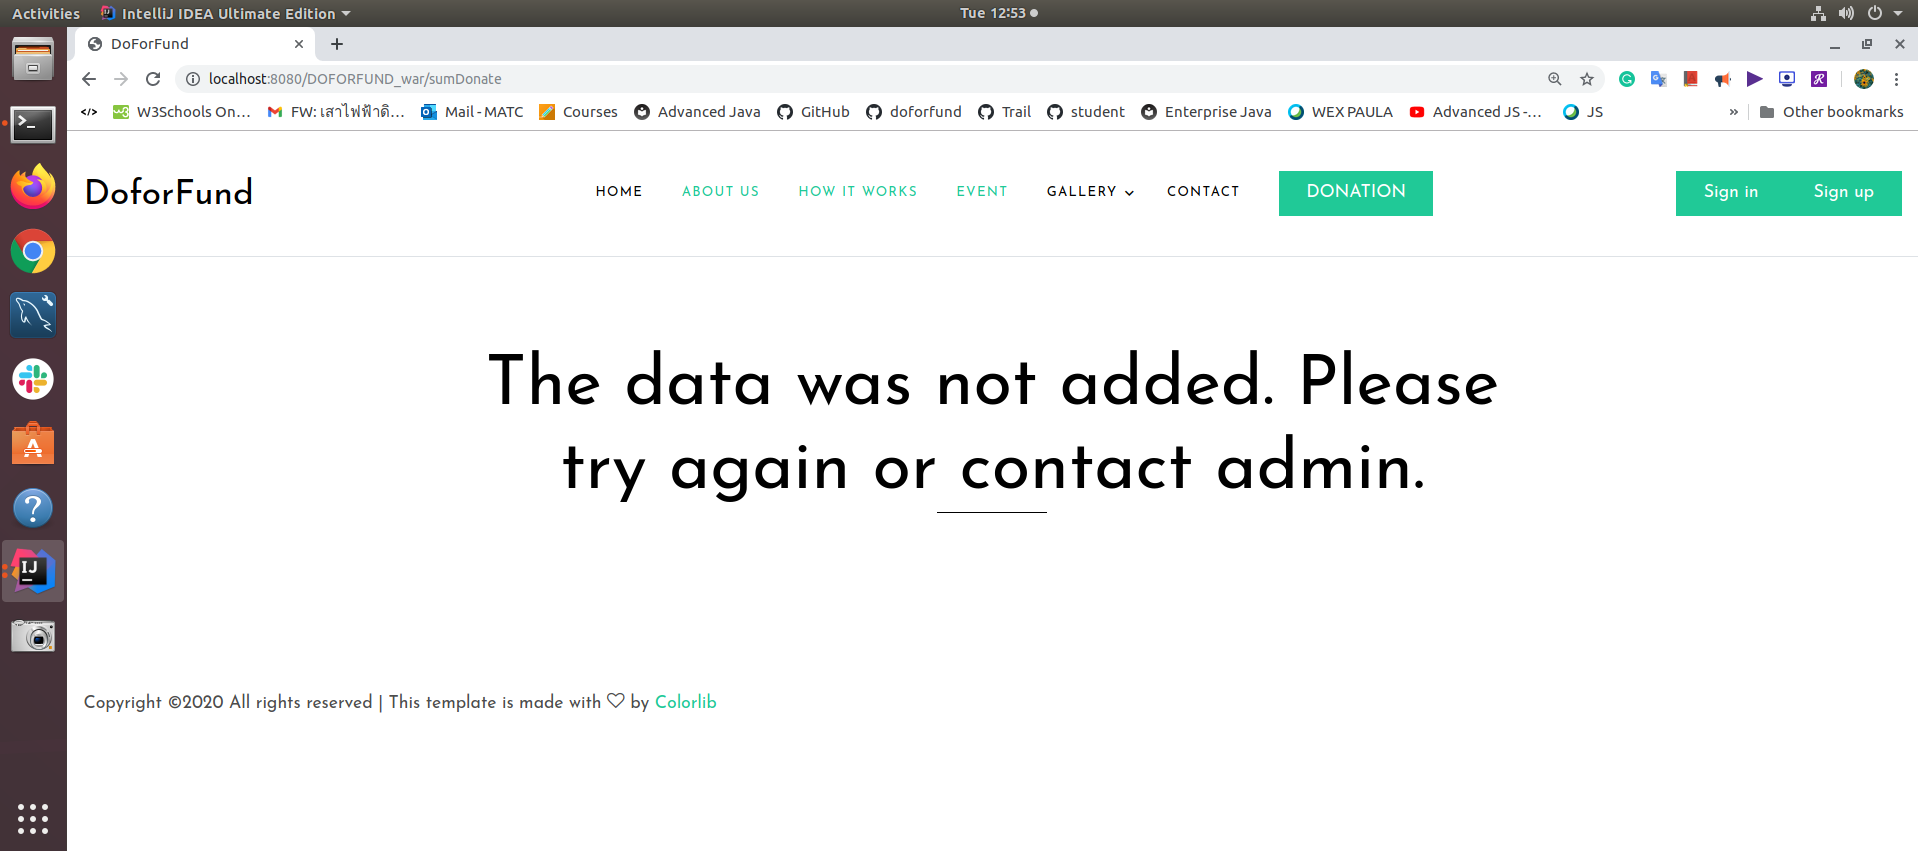 Activities IntelliJ IDEA Ultimate Edition Tue 12:53
DoForFund
localhost:8080/DOFORFUND_war/sumDonate
W3Schools On... FW: เสาไฟฟ้าดิ... Mail - MATC Courses Advanced Java GitHub doforfund Trail student Enterprise Java WEX PAULA Advanced JS -... JS » Other bookmarks
DoforFund HOME ABOUT US HOW IT WORKS EVENT GALLERY CONTACT DONATION Sign in Sign up
The data was not added. Please
try again or contact admin.
Copyright ©2020 All rights reserved | This template is made with ♡ by Colorlib